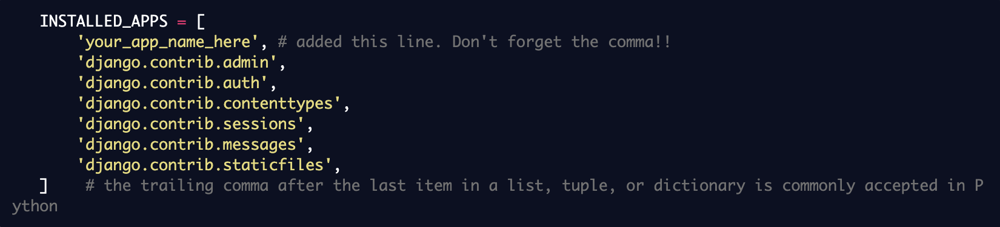 INSTALLED_APPS = [
    'your_app_name_here', # added this line. Don't forget the comma!!
    'django.contrib.admin',
    'django.contrib.auth',
    'django.contrib.contenttypes',
    'django.contrib.sessions',
    'django.contrib.messages',
    'django.contrib.staticfiles',
]    # the trailing comma after the last item in a list, tuple, or dictionary is commonly accepted in P
ython